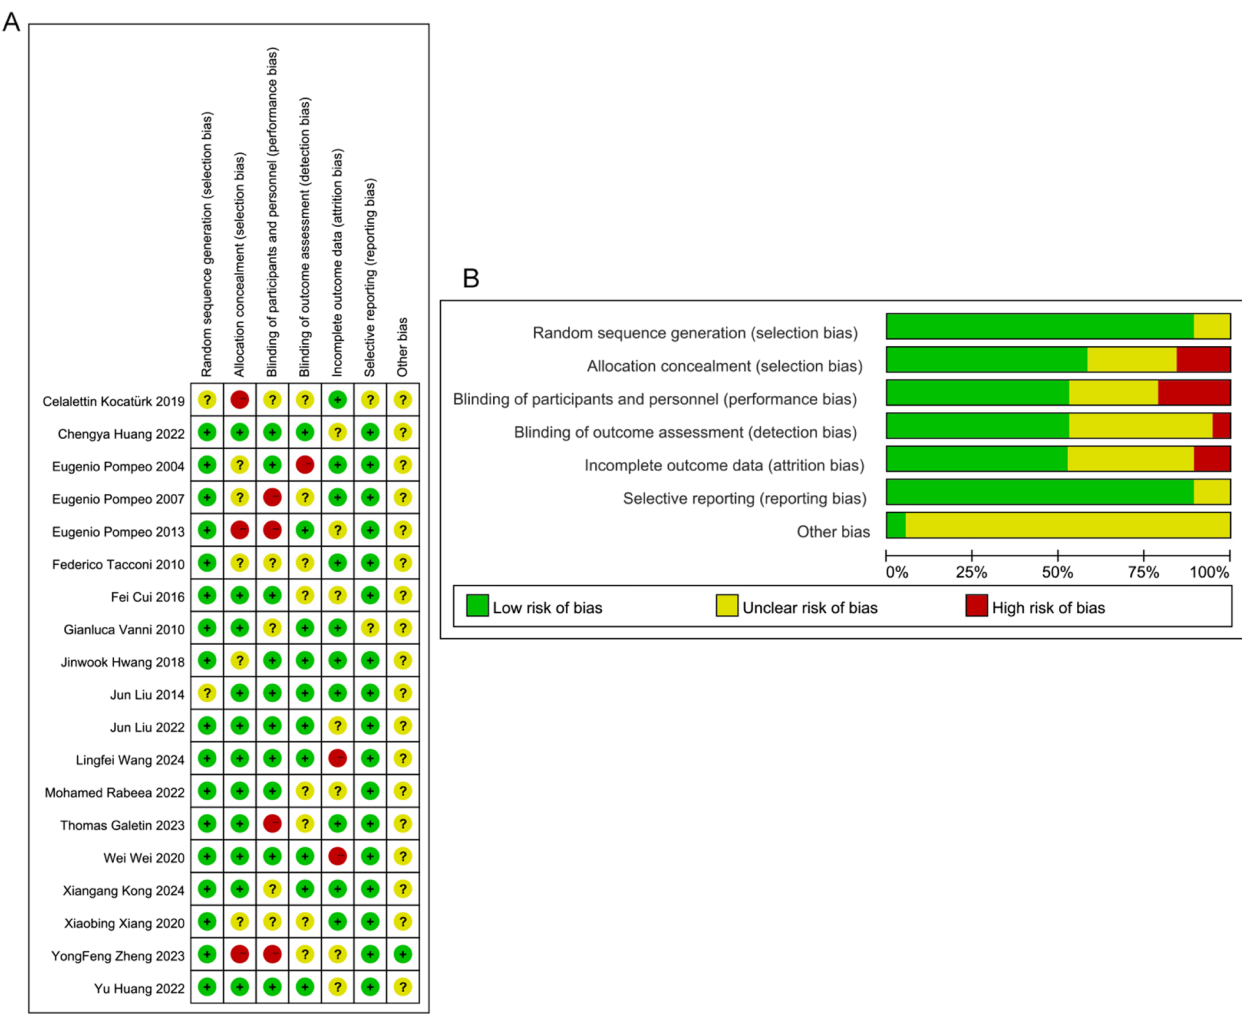 A
Random sequence generation (selection bias)
Allocation concealment (selection bias)
Blinding of participants and personnel (performance bias)
Blinding of outcome assessment (detection bias)
Incomplete outcome data (attrition bias)
Selective reporting (reporting bias)
Other bias
Celalettin Kocatürk 2019 ? - ? ? + ? ?
Chengya Huang 2022 + + + + ? + ?
Eugenio Pompeo 2004 + ? + - + + ?
Eugenio Pompeo 2007 + ? - ? + + ?
Eugenio Pompeo 2013 + - - + ? + ?
Federico Tacconi 2010 + ? ? ? + + ?
Fei Cui 2016 + + + ? ? + ?
Gianluca Vanni 2010 + + ? + + ? ?
Jinwook Hwang 2018 + ? + + + + ?
Jun Liu 2014 ? + + + + + ?
Jun Liu 2022 + + + + ? + ?
Lingfei Wang 2024 + + + + - + ?
Mohamed Rabeea 2022 + + + ? ? + ?
Thomas Galetin 2023 + + - ? + + ?
Wei Wei 2020 + + + + - + ?
Xiangang Kong 2024 + + ? + + + ?
Xiaobing Xiang 2020 + ? ? ? + + ?
YongFeng Zheng 2023 + - - ? ? + +
Yu Huang 2022 + + + + ? + ?
B
Random sequence generation (selection bias)
Allocation concealment (selection bias)
Blinding of participants and personnel (performance bias)
Blinding of outcome assessment (detection bias)
Incomplete outcome data (attrition bias)
Selective reporting (reporting bias)
Other bias
0% 25% 50% 75% 100%
Low risk of bias Unclear risk of bias High risk of bias